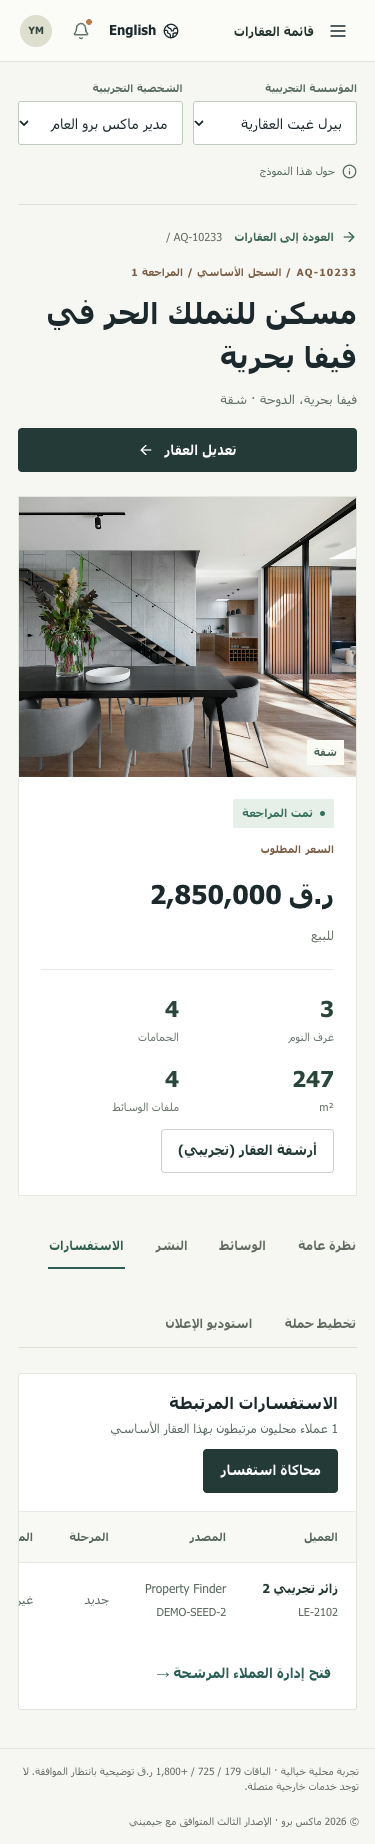 قائمة العقارات
English
YM
المؤسسة التجريبية
الشخصية التجريبية
بيرل غيت العقارية
مدير ماكس برو العام
حول هذا النموذج
العودة إلى العقارات
/ AQ-10233
AQ-10233 / السجل الأساسي / المراجعة 1
مسكن للتملك الحر في
فيفا بحرية
فيفا بحرية، الدوحة · شقة
تعديل العقار ←
شقة
تمت المراجعة
السعر المطلوب
ر.ق 2,850,000
للبيع
3
غرف النوم
4
الحمامات
247
m²
4
ملفات الوسائط
أرشفة العقار (تجريبي)
نظرة عامة
الوسائط
النشر
الاستفسارات
تخطيط حملة
استوديو الإعلان
الاستفسارات المرتبطة
1 عملاء محليون مرتبطون بهذا العقار الأساسي
محاكاة استفسار
العميل
المصدر
المرحلة
زائر تجريبي 2
LE-2102
Property Finder
DEMO-SEED-2
جديد
فتح إدارة العملاء المرشحة →
تجربة محلية خيالية · الباقات 179 / 725 / +1,800 ر.ق توضيحية بانتظار الموافقة. لا
توجد خدمات خارجية متصلة.
© 2026 ماكس برو · الإصدار الثالث المتوافق مع جيميني